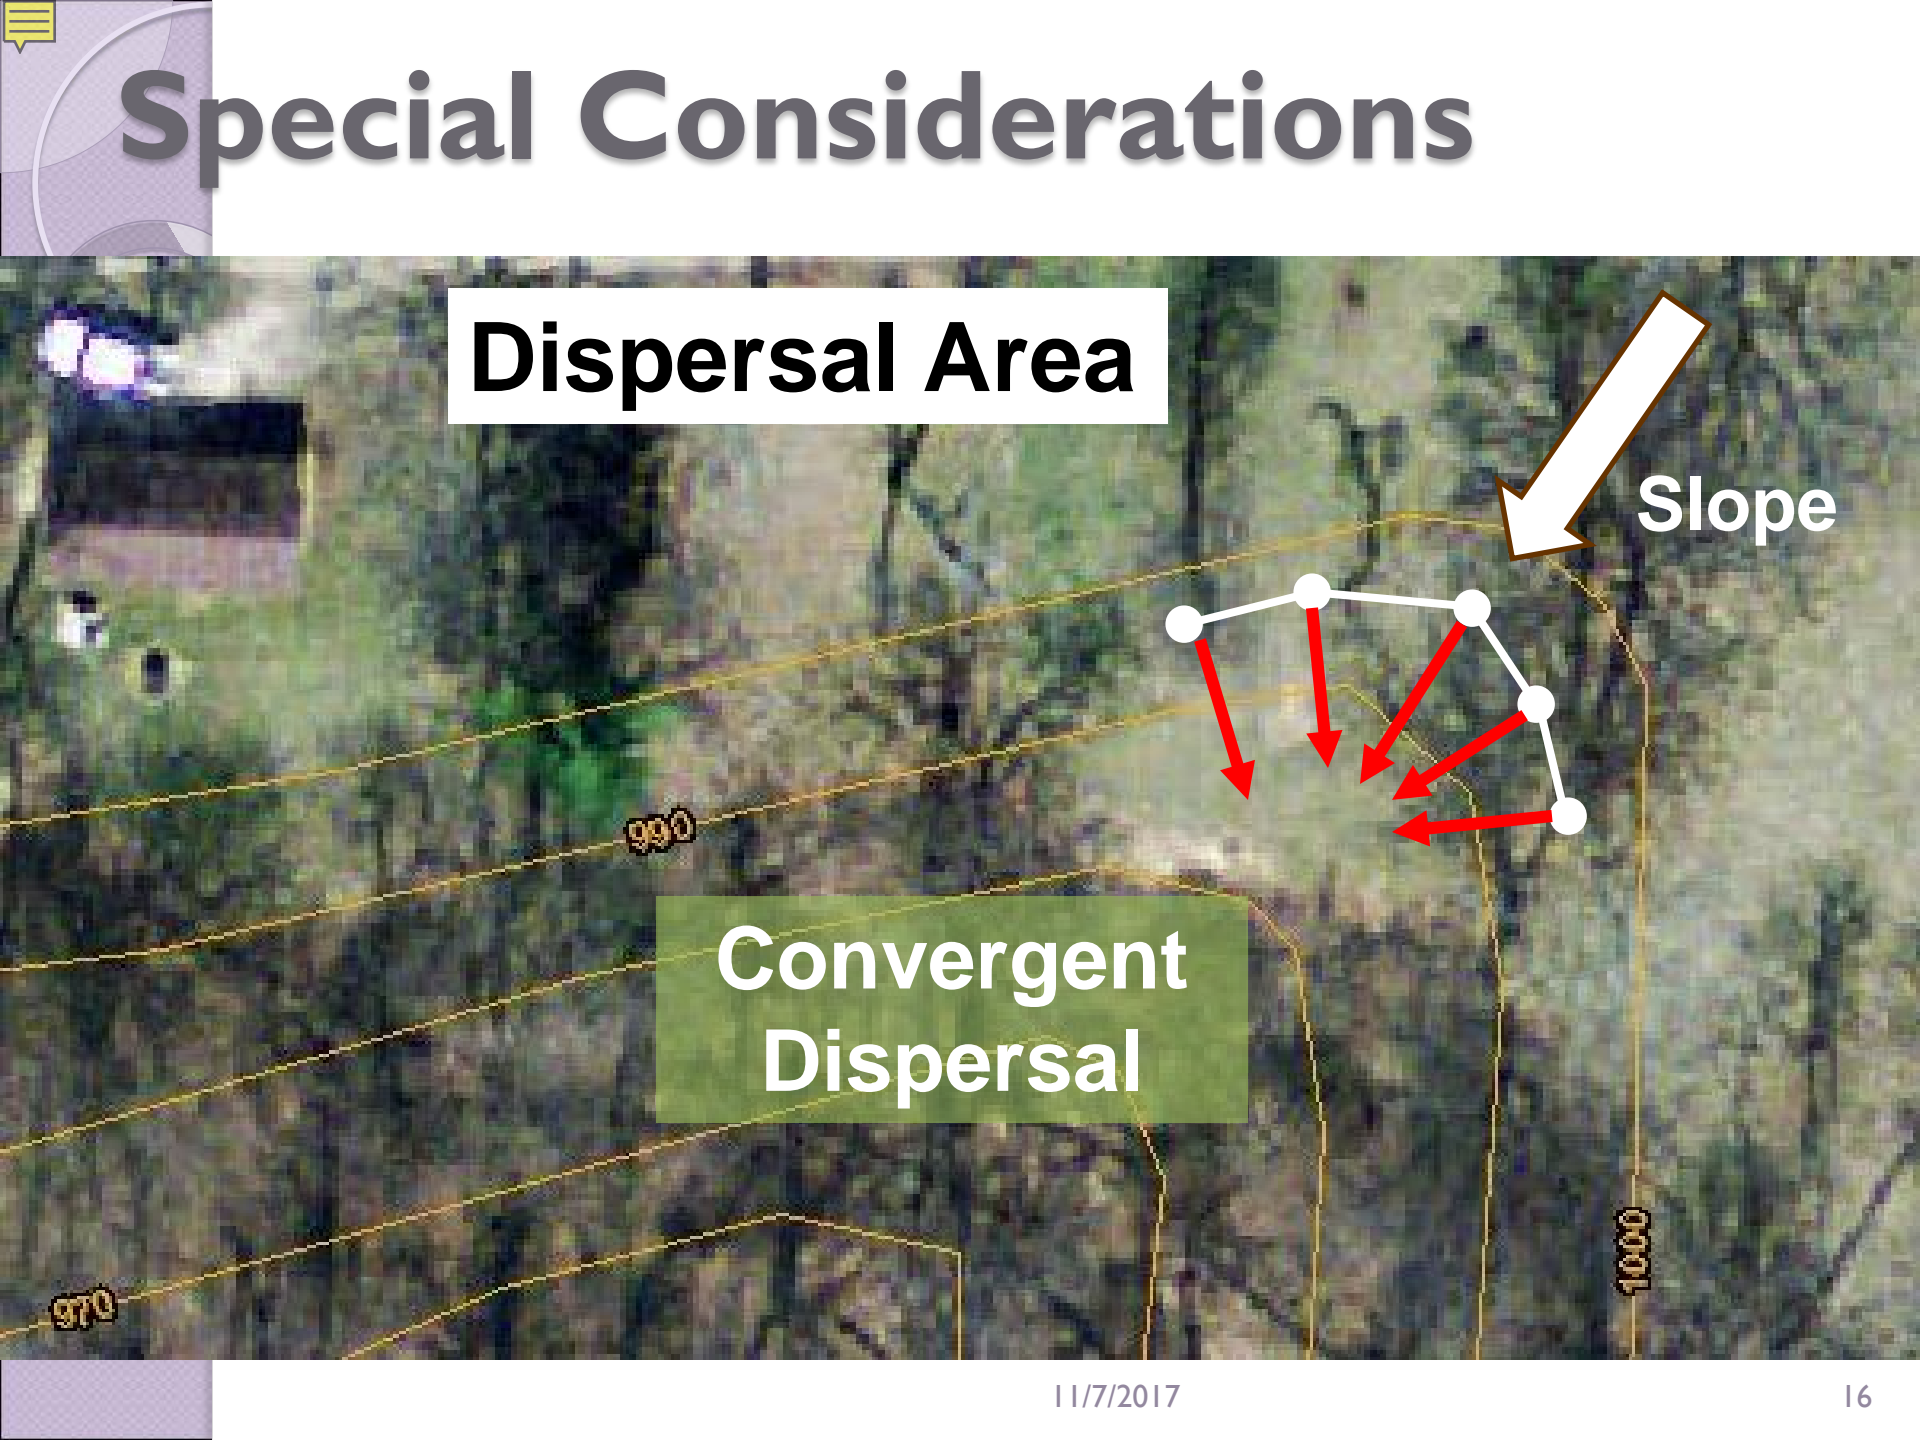 Special Considerations
Dispersal Area
Slope
990
Convergent
Dispersal
1000
970
11/7/2017
16